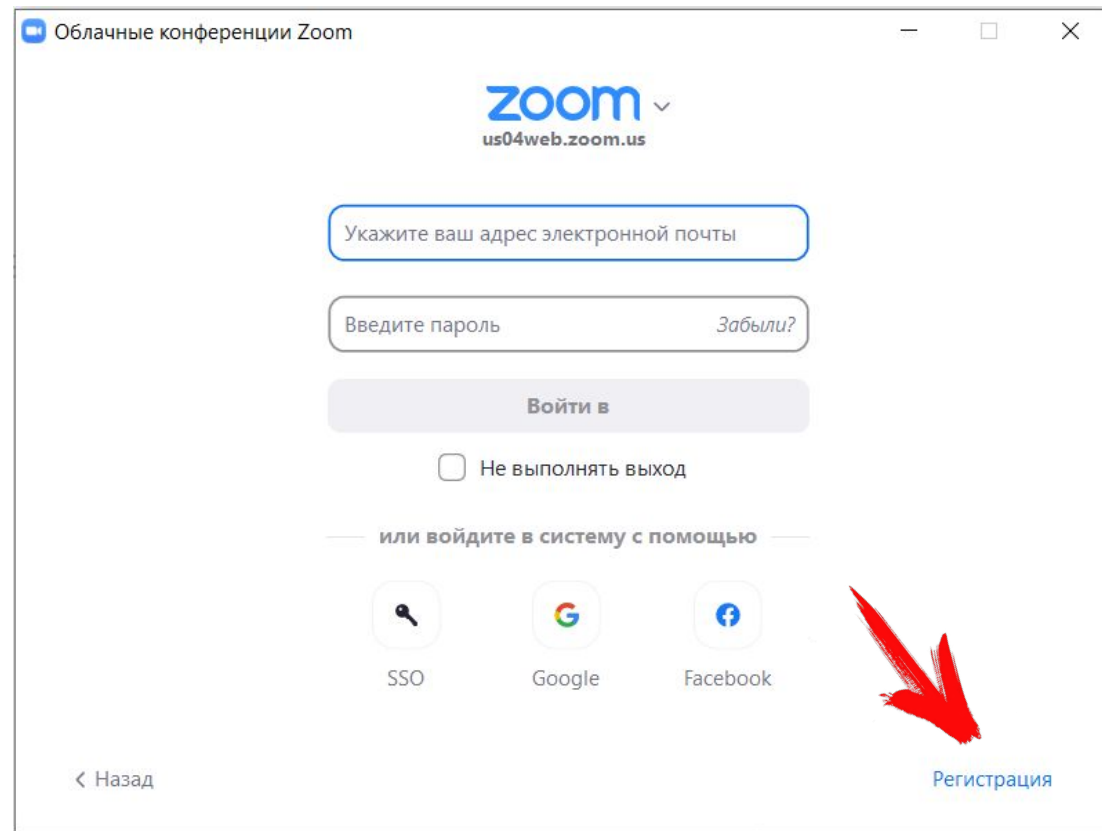 Облачные конференции Zoom
zoom
us04web.zoom.us
Укажите ваш адрес электронной почты
Введите пароль Забыли?
Войти в
Не выполнять выход
или войдите в систему с помощью
SSO Google Facebook
Назад Регистрация